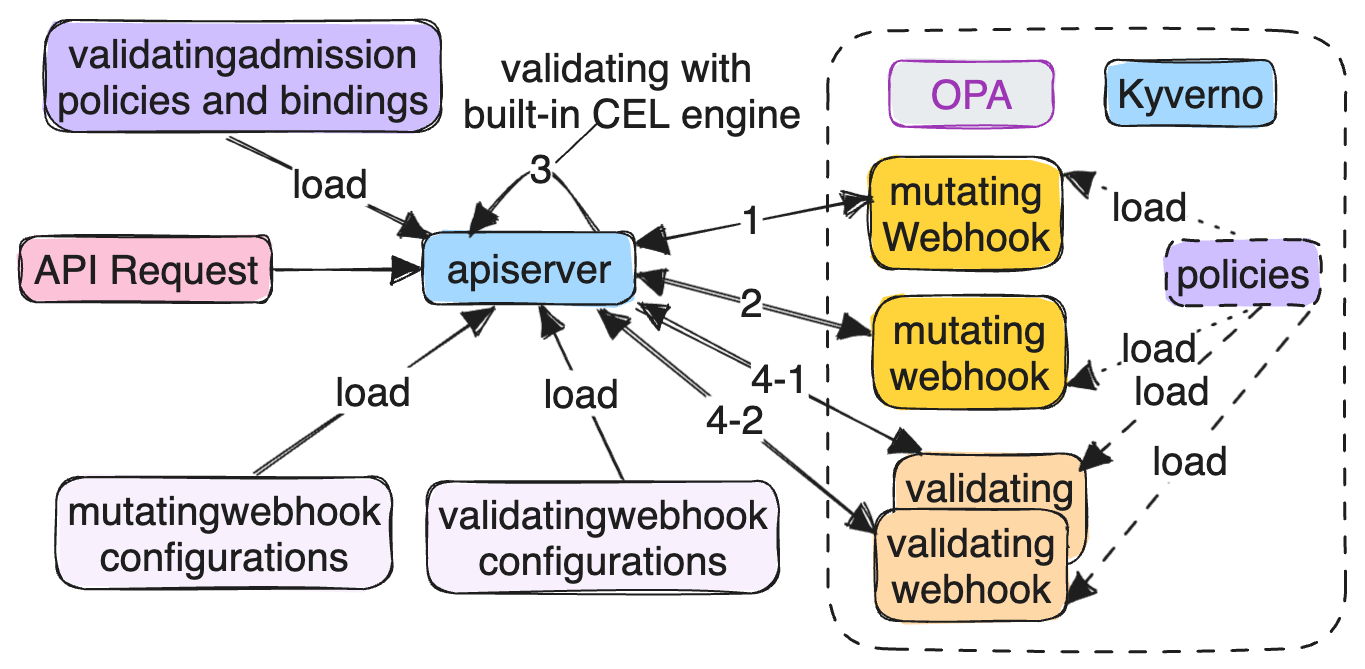 validatingadmission
policies and bindings
validating with
built-in CEL engine
OPA
Kyverno
load
3
1
mutating
Webhook
load
API Request
apiserver
policies
2
mutating
webhook
load
load
load
load
4-1
4-2
load
validating
validating
webhook
mutatingwebhook
configurations
validatingwebhook
configurations